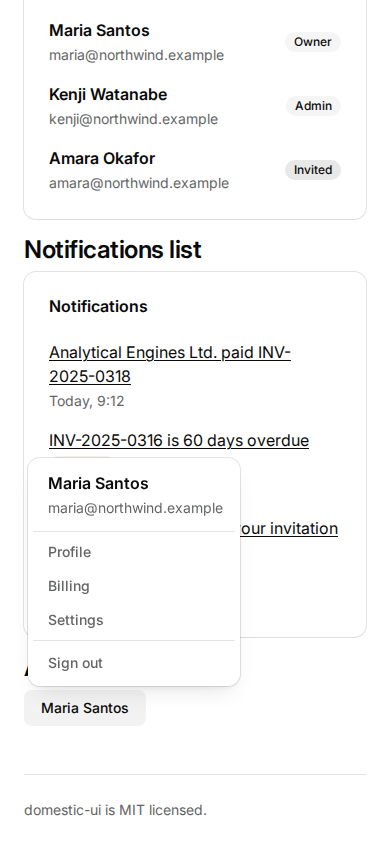 Maria Santos
maria@northwind.example
Owner
Kenji Watanabe
kenji@northwind.example
Admin
Amara Okafor
amara@northwind.example
Invited
Notifications list
Notifications
Analytical Engines Ltd. paid INV-
2025-0318
Today, 9:12
INV-2025-0316 is 60 days overdue
your invitation
Maria Santos
maria@northwind.example
Profile
Billing
Settings
Sign out
Maria Santos
domestic-ui is MIT licensed.